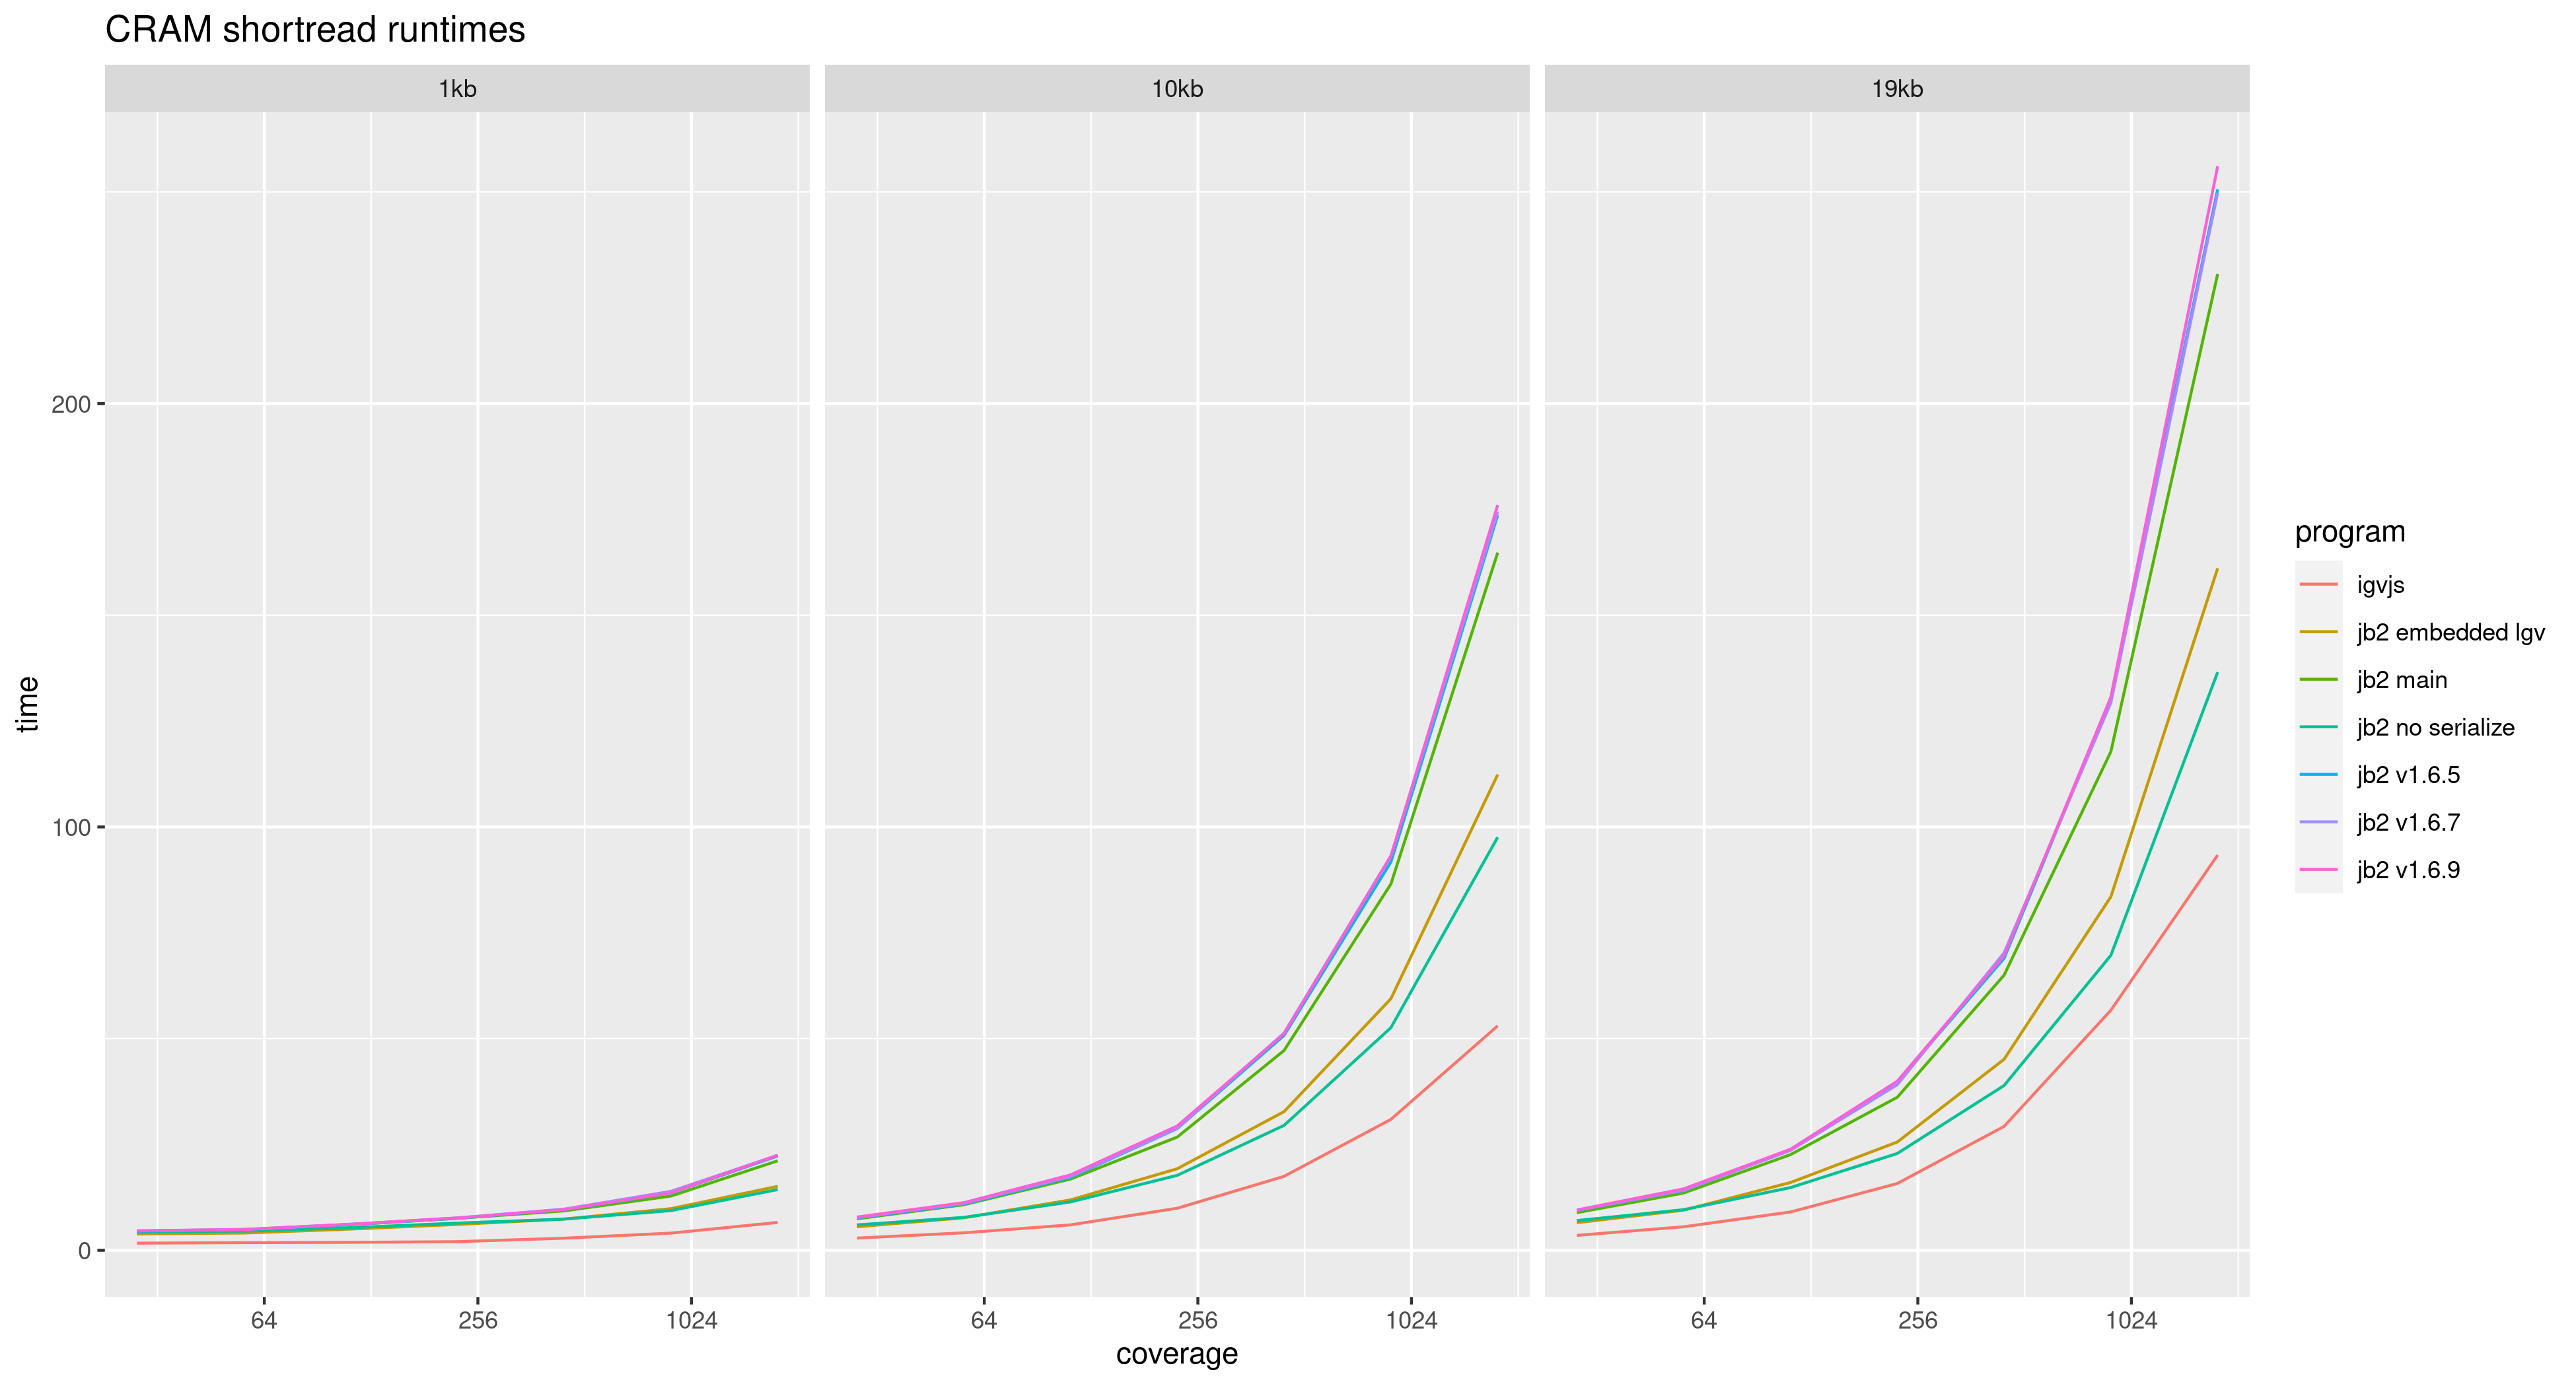 CRAM shortread runtimes
1kb
10kb
19kb
200
100
0
time
64
256
1024
64
256
1024
64
256
1024
coverage
program
igvjs
jb2 embedded lgv
jb2 main
jb2 no serialize
jb2 v1.6.5
jb2 v1.6.7
jb2 v1.6.9